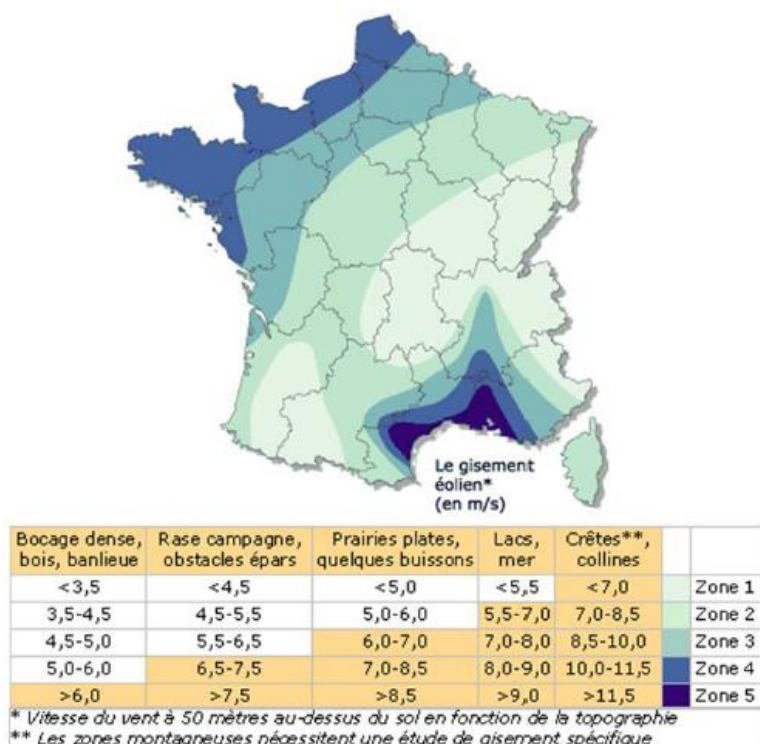 Le gisement
éolien*
(en m/s)
Bocage dense, bois, banlieue Rase campagne, obstacles épars Prairies plates, quelques buissons Lacs, mer Crêtes**, collines
<3,5 <4,5 <5,0 <5,5 <7,0 Zone 1
3,5-4,5 4,5-5,5 5,0-6,0 5,5-7,0 7,0-8,5 Zone 2
4,5-5,0 5,5-6,5 6,0-7,0 7,0-8,0 8,5-10,0 Zone 3
5,0-6,0 6,5-7,5 7,0-8,5 8,0-9,0 10,0-11,5 Zone 4
>6,0 >7,5 >8,5 >9,0 >11,5 Zone 5
* Vitesse du vent à 50 mètres au-dessus du sol en fonction de la topographie
** Les zones montagneuses nécessitent une étude de gisement spécifique